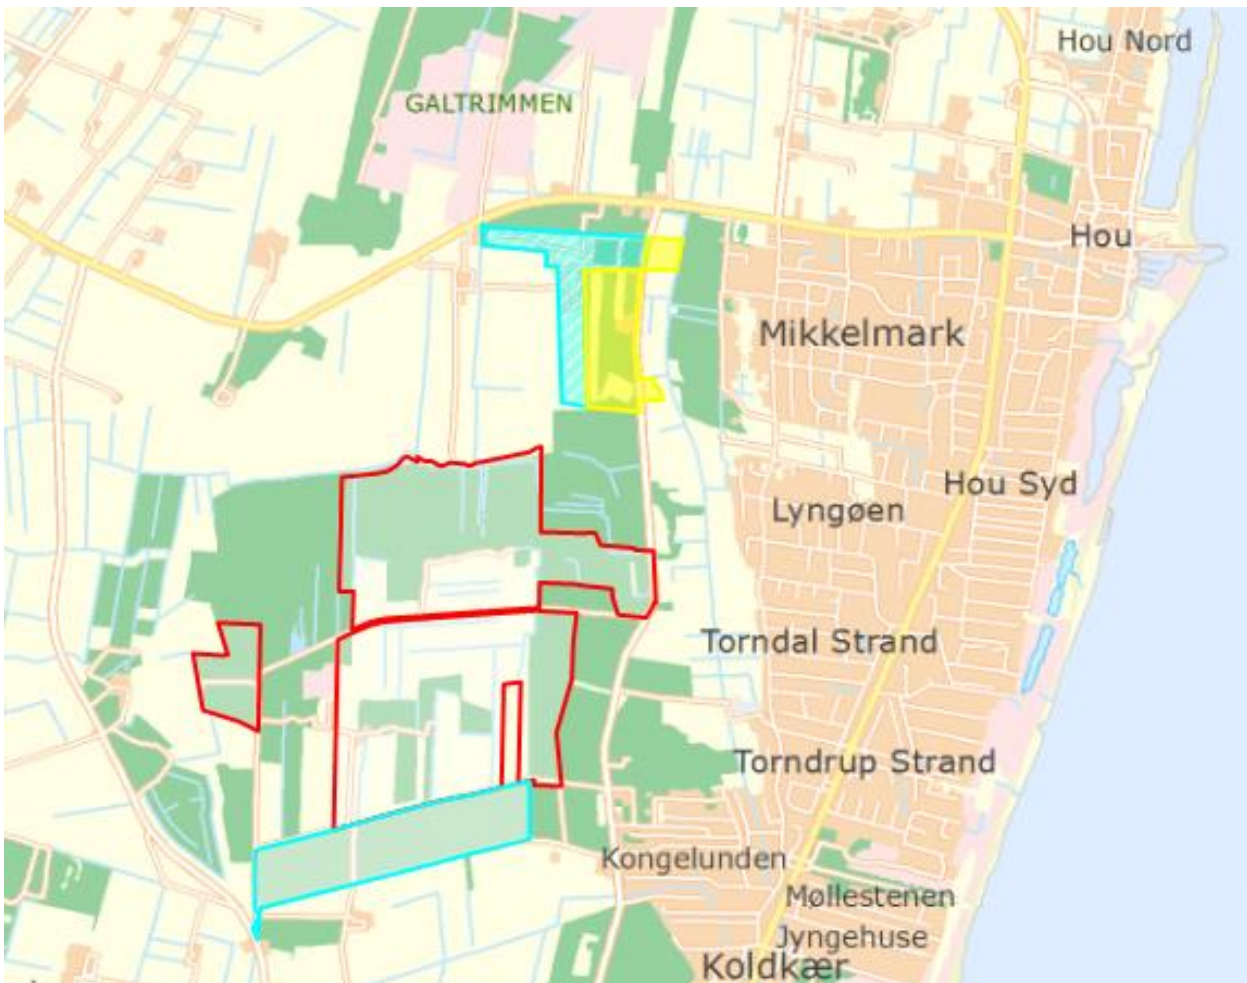 Hou Nord
GALTRIMMEN
Hou
Mikkelmark
Hou Syd
Lyngøen
Torndal Strand
Torndrup Strand
Kongelunden
Møllestenen
Jyngehuse
Koldkær